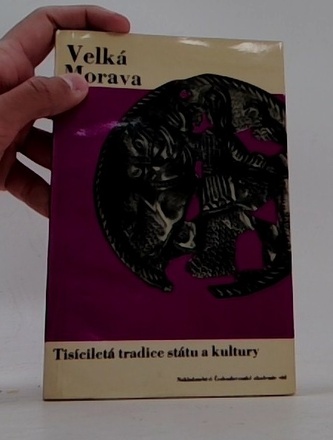 Velká
Morava
Tisíciletá tradice státu a kultury
Nakladatelství Československé akademie věd